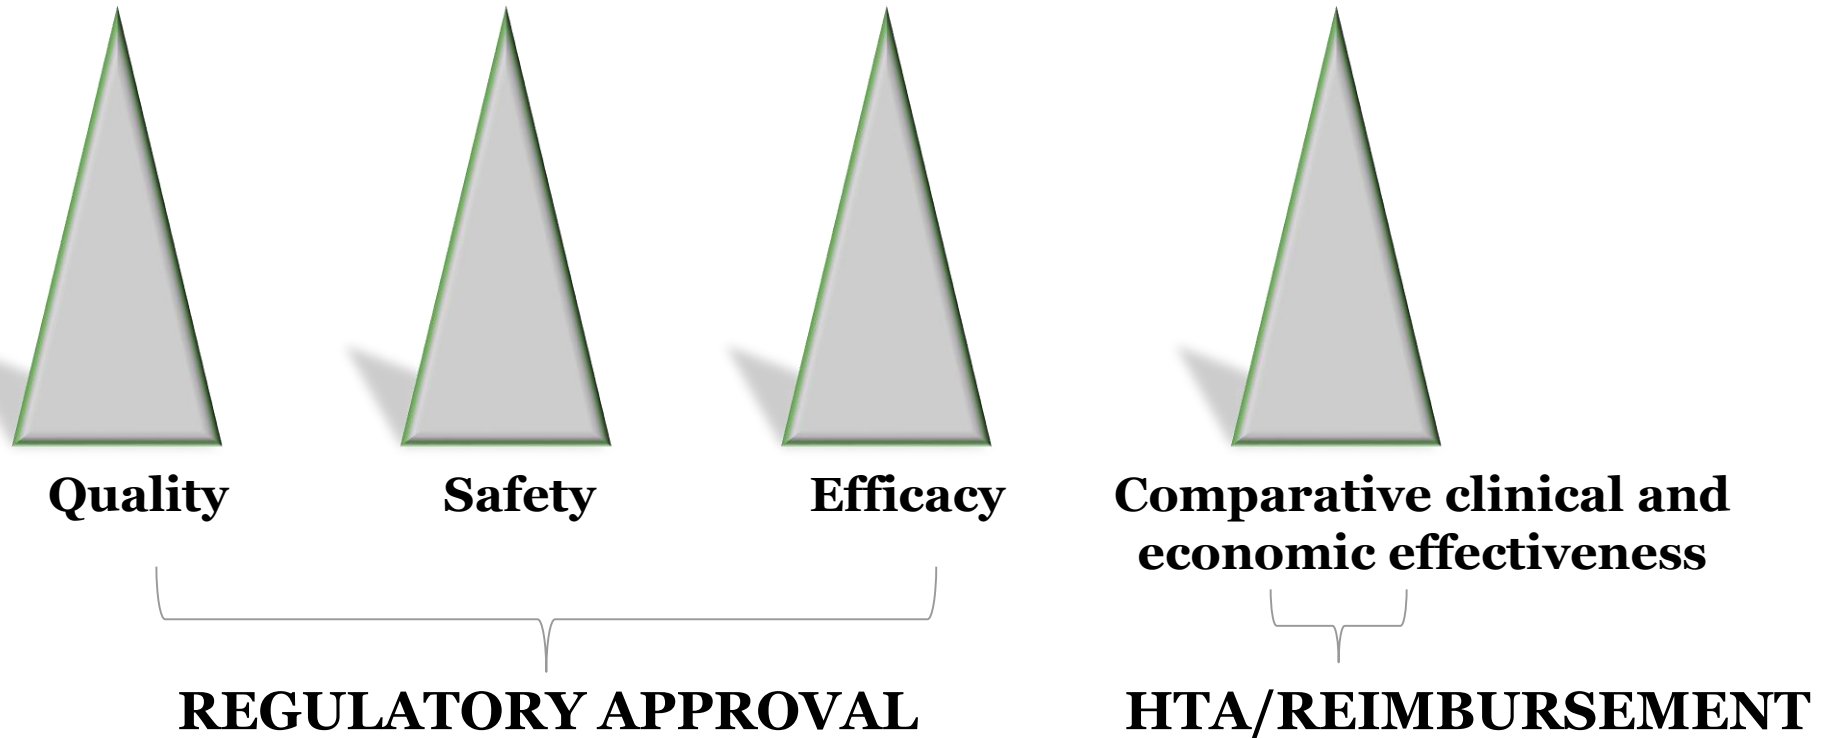 Quality
Safety
Efficacy
Comparative clinical and
economic effectiveness
REGULATORY APPROVAL
HTA/REIMBURSEMENT